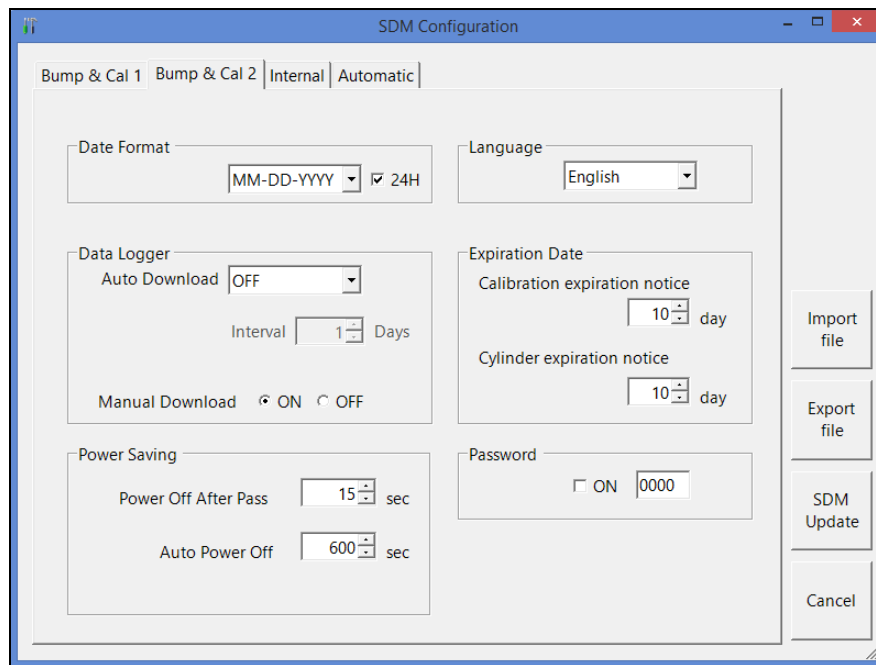 SDM Configuration
Bump & Cal 1 Bump & Cal 2 Internal Automatic
Date Format
MM-DD-YYYY 24H
Language
English
Data Logger
Auto Download OFF
Interval 1 Days
Manual Download ON OFF
Expiration Date
Calibration expiration notice
10 day
Cylinder expiration notice
10 day
Power Saving
Power Off After Pass 15 sec
Auto Power Off 600 sec
Password
ON 0000
Import
file
Export
file
SDM
Update
Cancel